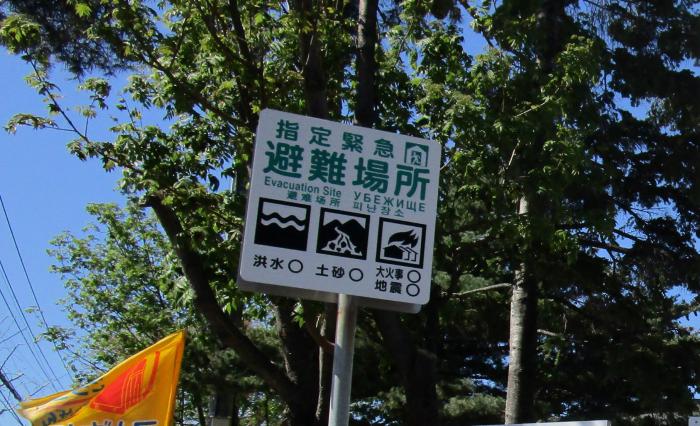 指定緊急
避難場所
Evacuation Site УБЕЖИЩЕ
避难场所 피난장소
洪水○ 土砂○ 大火事○
地震○